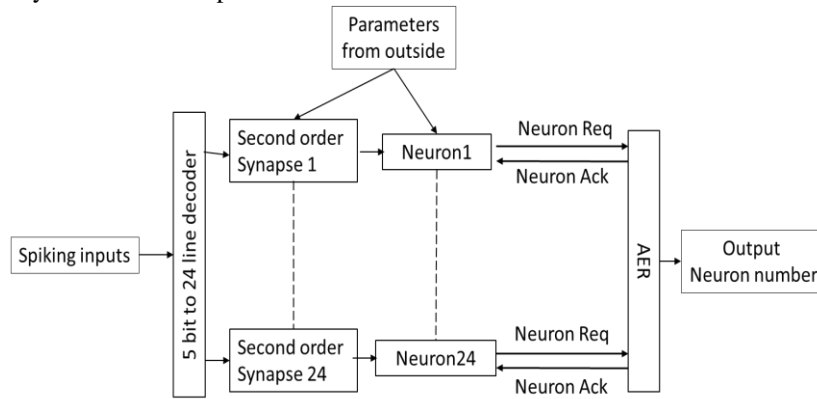 Parameters
from outside
5 bit to 24 line decoder
Second order
Synapse 1
Neuron1
Neuron Req
Neuron Ack
Spiking inputs
AER
Output
Neuron number
Second order
Synapse 24
Neuron24
Neuron Req
Neuron Ack